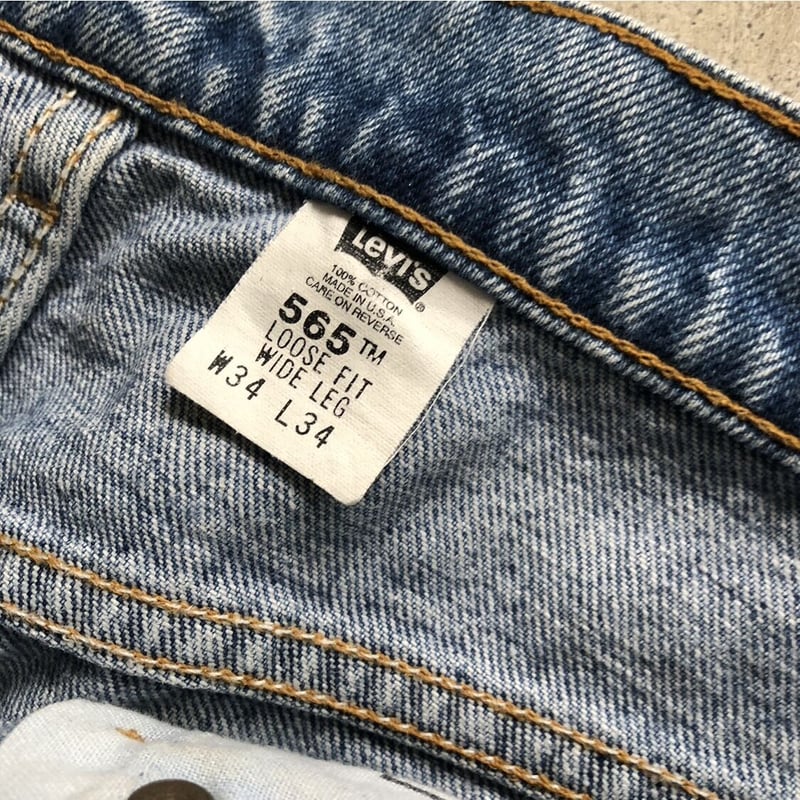 Levi's®
100% COTTON
MADE IN U.S.A.
CARE ON REVERSE
565™
LOOSE FIT
WIDE LEG
W34 L34